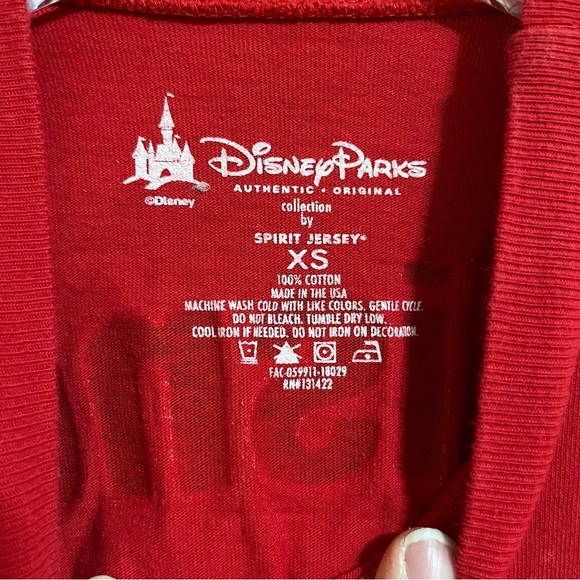 DISNEY PARKS
AUTHENTIC • ORIGINAL
©Disney
collection
by
SPIRIT JERSEY®
XS
100% COTTON
MADE IN THE USA
MACHINE WASH COLD WITH LIKE COLORS. GENTLE CYCLE.
DO NOT BLEACH. TUMBLE DRY LOW.
COOL IRON IF NEEDED. DO NOT IRON ON DECORATION.
FAC-059911-18029
RN#131422